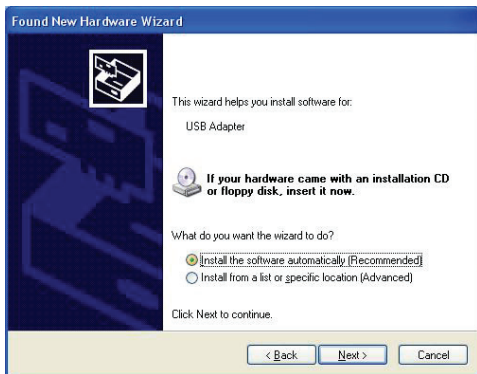 Found New Hardware Wizard
This wizard helps you install software for:
USB Adapter
If your hardware came with an installation CD
or floppy disk, insert it now.
What do you want the wizard to do?
Install the software automatically (Recommended)
Install from a list or specific location (Advanced)
Click Next to continue.
< Back
Next >
Cancel